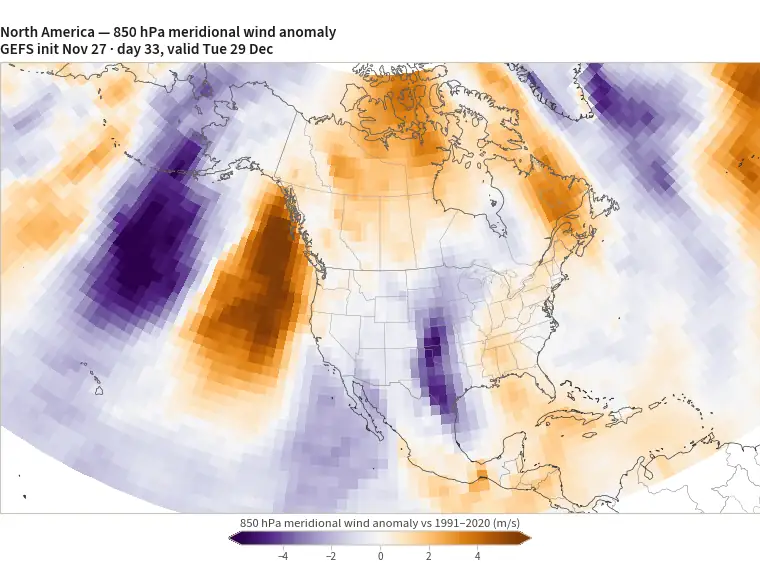 North America — 850 hPa meridional wind anomaly
GEFS init Nov 27 · day 33, valid Tue 29 Dec
850 hPa meridional wind anomaly vs 1991–2020 (m/s)
−4 −2 0 2 4